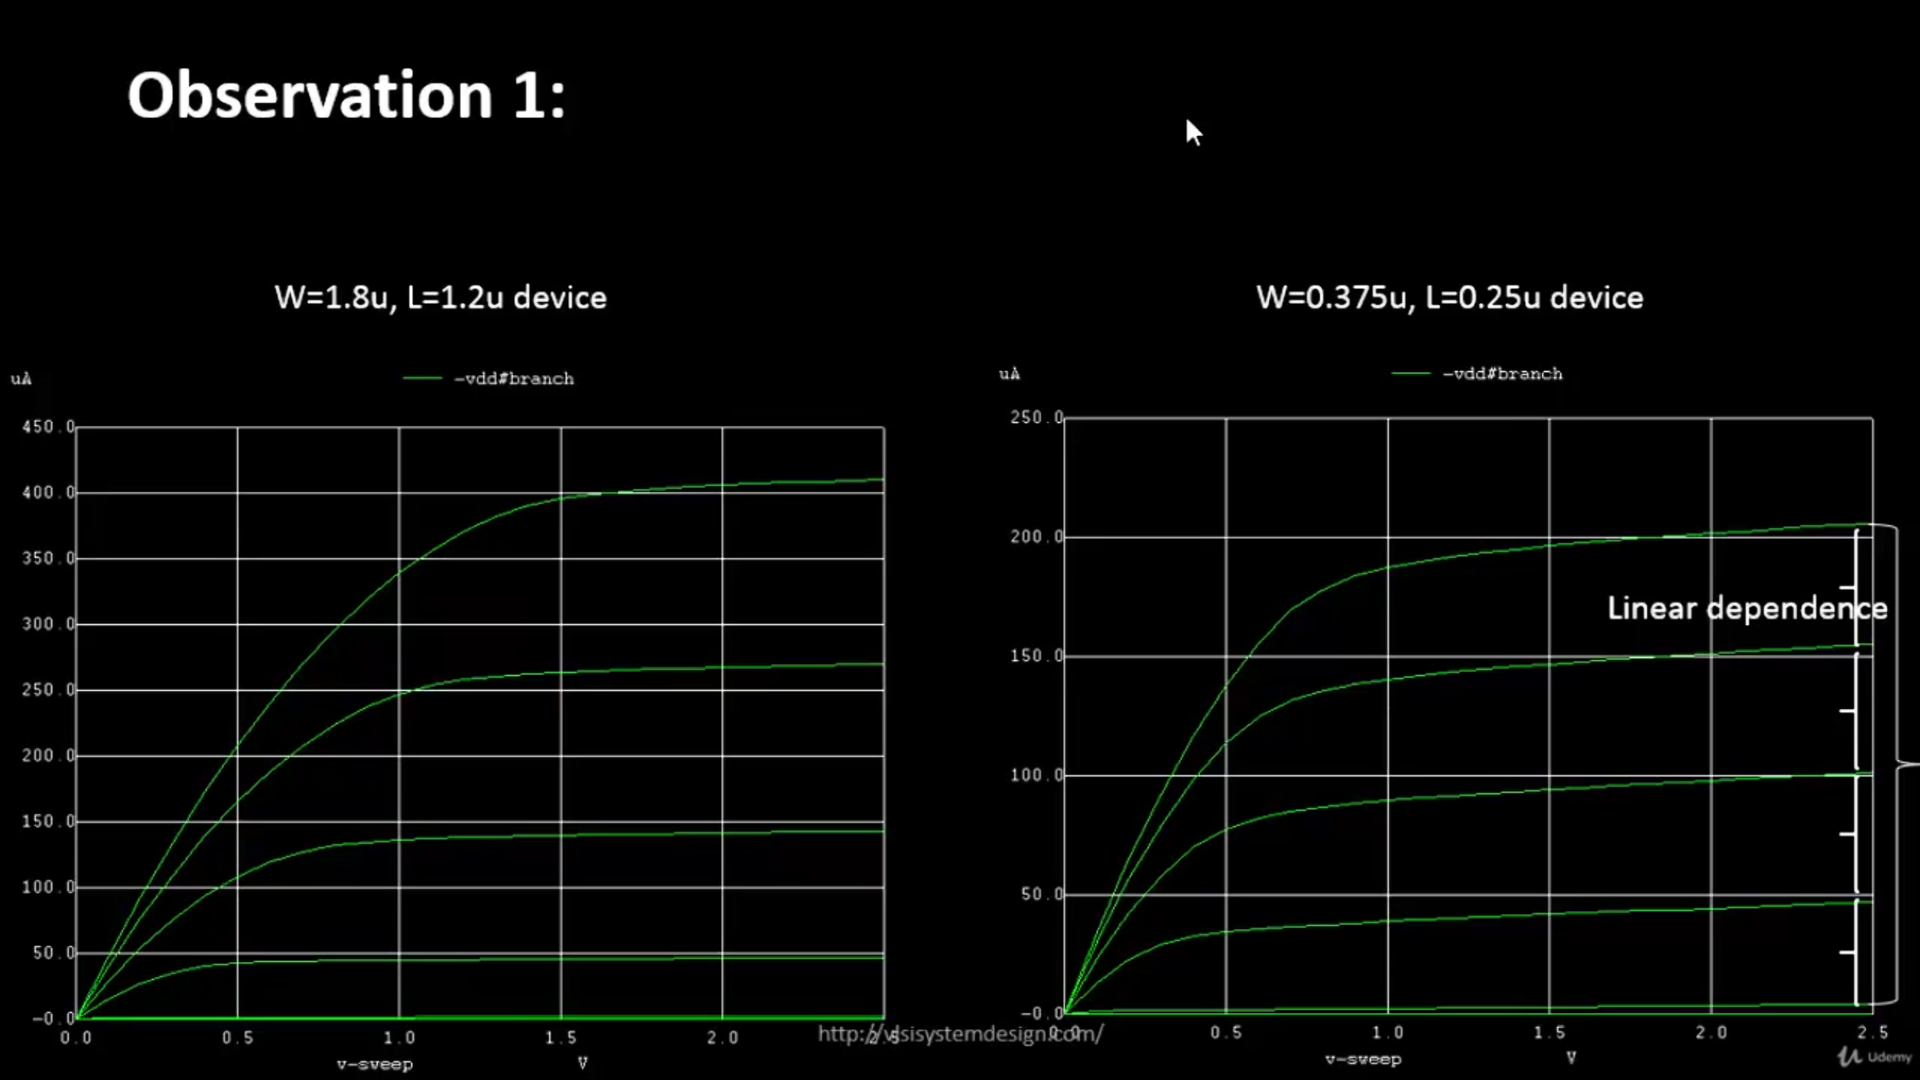 Observation 1:
W=1.8u, L=1.2u device
W=0.375u, L=0.25u device
uA
-vdd#branch
450.0
400.0
350.0
300.0
250.0
200.0
150.0
100.0
50.0
-0.0
0.0 0.5 1.0 1.5 2.0 2.5
v-sweep V
uA
-vdd#branch
250.0
200.0
150.0
100.0
50.0
-0.0
Linear dependence
0.0 0.5 1.0 1.5 2.0 2.5
v-sweep V
http://vlsisystemdesign.com/
Udemy